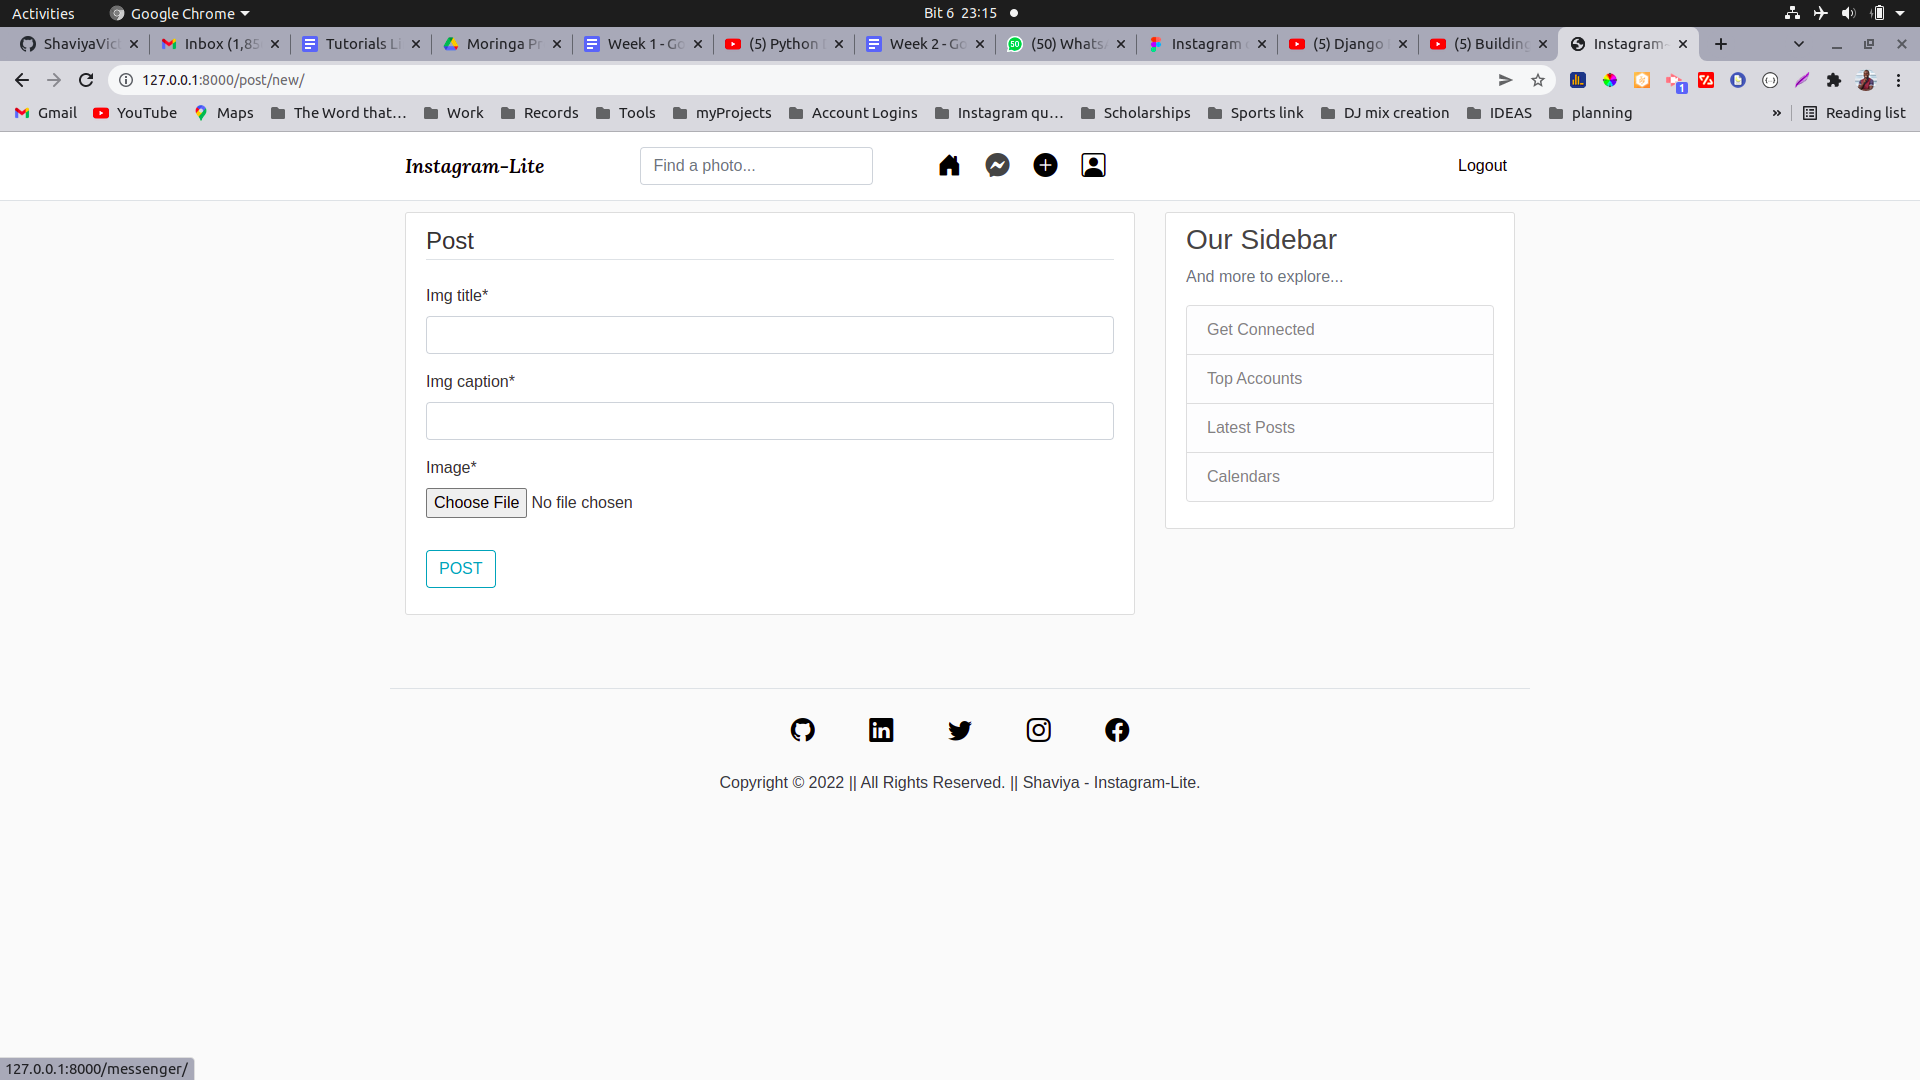 Activities Google Chrome Bit 6 23:15
ShaviyaVic Inbox (1,85 Tutorials Li Moringa Pr Week 1 - Go (5) Python Week 2 - Go (50) Whats Instagram (5) Django (5) Building Instagram-
127.0.0.1:8000/post/new/
Gmail YouTube Maps The Word that... Work Records Tools myProjects Account Logins Instagram qu... Scholarships Sports link DJ mix creation IDEAS planning » Reading list
Instagram-Lite Find a photo... Logout
Post
Img title*
Img caption*
Image*
Choose File No file chosen
POST
Our Sidebar
And more to explore...
Get Connected
Top Accounts
Latest Posts
Calendars
Copyright © 2022 || All Rights Reserved. || Shaviya - Instagram-Lite.
127.0.0.1:8000/messenger/